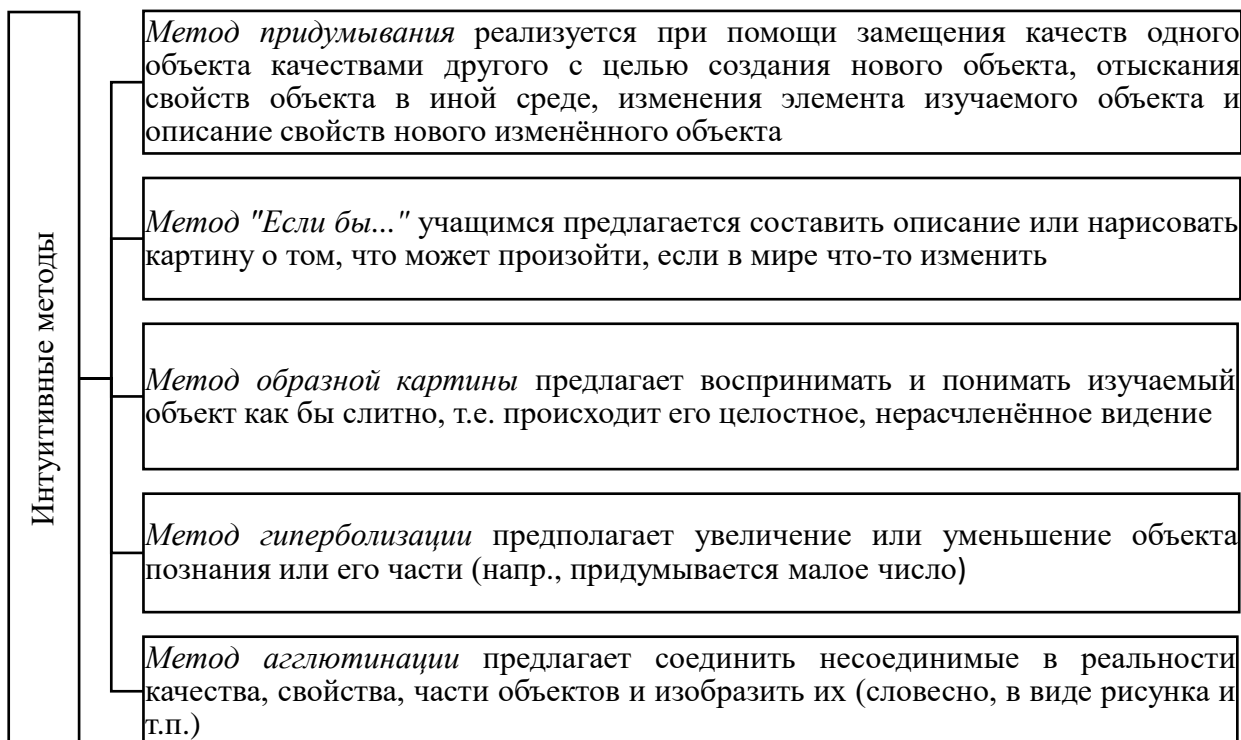 Интуитивные методы
Метод придумывания реализуется при помощи замещения качеств одного
объекта качествами другого с целью создания нового объекта, отыскания
свойств объекта в иной среде, изменения элемента изучаемого объекта и
описание свойств нового изменённого объекта
Метод "Если бы..." учащимся предлагается составить описание или нарисовать
картину о том, что может произойти, если в мире что-то изменить
Метод образной картины предлагает воспринимать и понимать изучаемый
объект как бы слитно, т.е. происходит его целостное, нерасчленённое видение
Метод гиперболизации предполагает увеличение или уменьшение объекта
познания или его части (напр., придумывается малое число)
Метод агглютинации предлагает соединить несоединимые в реальности
качества, свойства, части объектов и изобразить их (словесно, в виде рисунка и
т.п.)